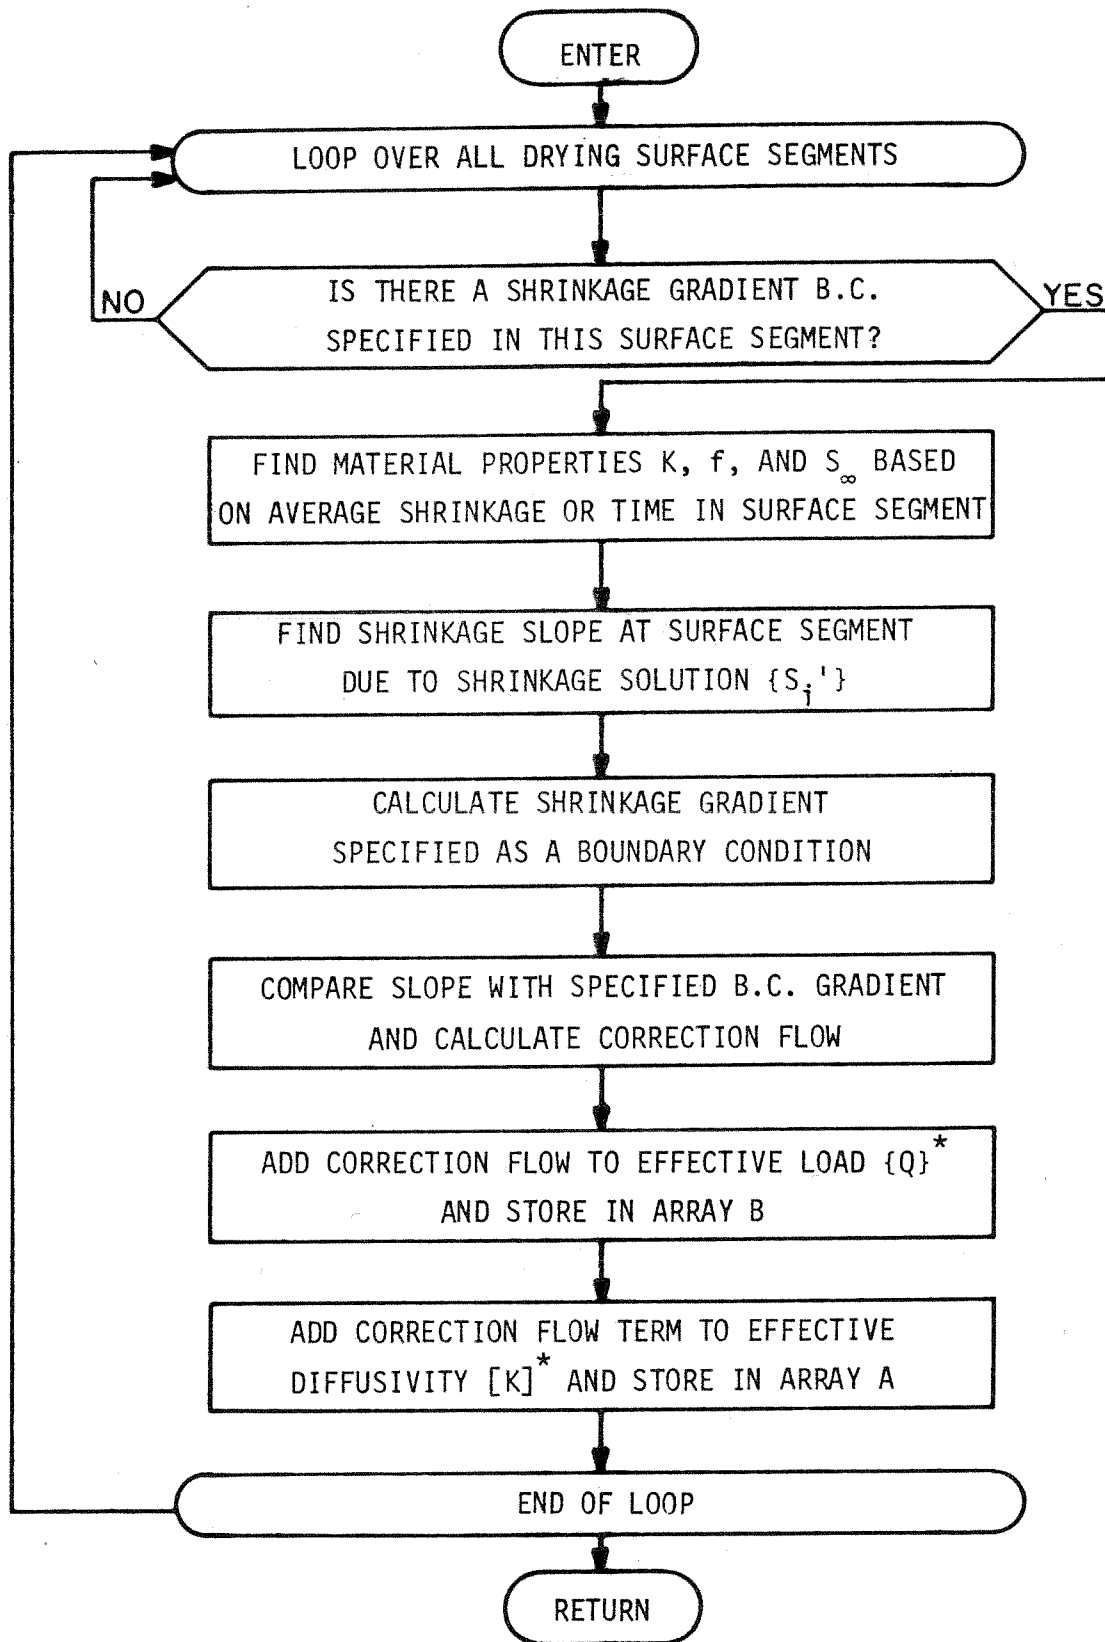 ENTER
LOOP OVER ALL DRYING SURFACE SEGMENTS
IS THERE A SHRINKAGE GRADIENT B.C.
SPECIFIED IN THIS SURFACE SEGMENT?
NO
YES
FIND MATERIAL PROPERTIES K, f, AND S∞ BASED
ON AVERAGE SHRINKAGE OR TIME IN SURFACE SEGMENT
FIND SHRINKAGE SLOPE AT SURFACE SEGMENT
DUE TO SHRINKAGE SOLUTION {Si'}
CALCULATE SHRINKAGE GRADIENT
SPECIFIED AS A BOUNDARY CONDITION
COMPARE SLOPE WITH SPECIFIED B.C. GRADIENT
AND CALCULATE CORRECTION FLOW
ADD CORRECTION FLOW TO EFFECTIVE LOAD {Q}*
AND STORE IN ARRAY B
ADD CORRECTION FLOW TERM TO EFFECTIVE
DIFFUSIVITY [K]* AND STORE IN ARRAY A
END OF LOOP
RETURN